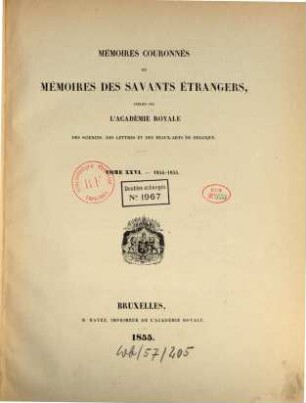 MÉMOIRES COURONNÉS
ET
MÉMOIRES DES SAVANTS ÉTRANGERS,
PUBLIÉS PAR
L'ACADÉMIE ROYALE
DES SCIENCES, DES LETTRES ET DES BEAUX-ARTS DE BELGIQUE.
TOME XXVI. — 1854-1855.
Doubles échangés
N° 1967
BRUXELLES,
M. HAYEZ, IMPRIMEUR DE L'ACADÉMIE ROYALE.
1855.